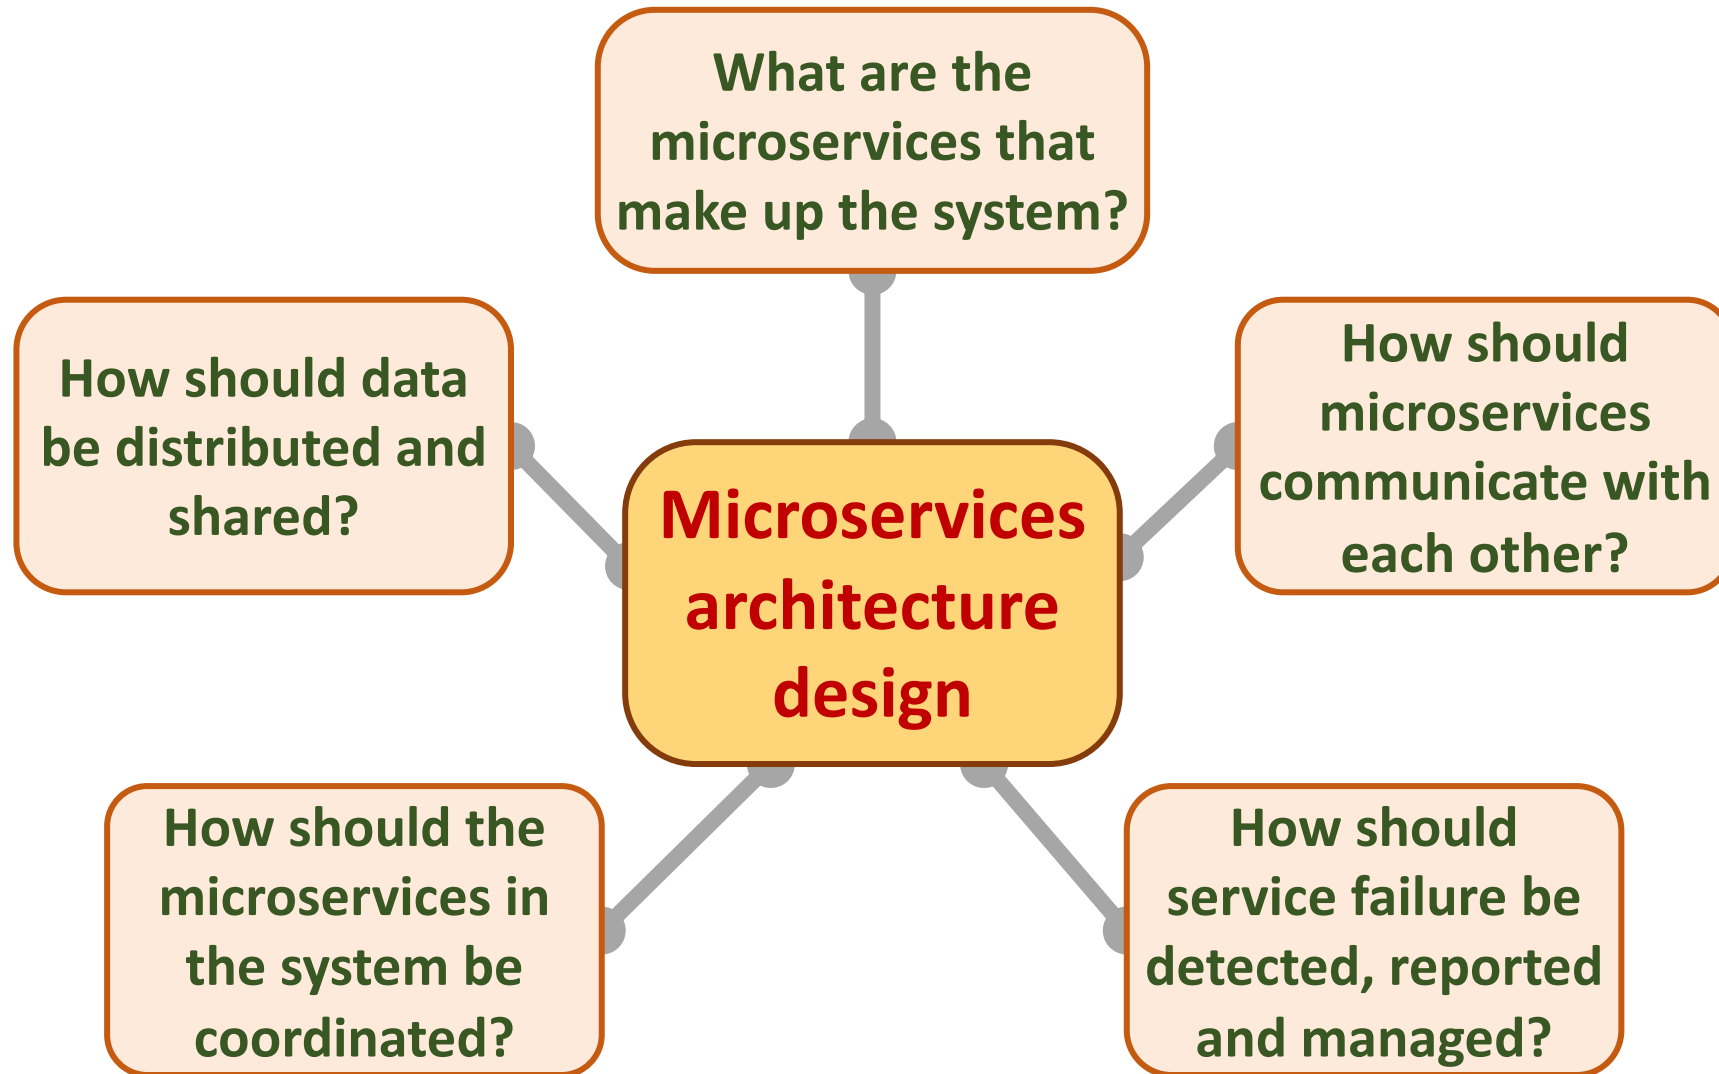 What are the
microservices that
make up the system?
How should data
be distributed and
shared?
How should
microservices
communicate with
each other?
Microservices
architecture
design
How should the
microservices in
the system be
coordinated?
How should
service failure be
detected, reported
and managed?